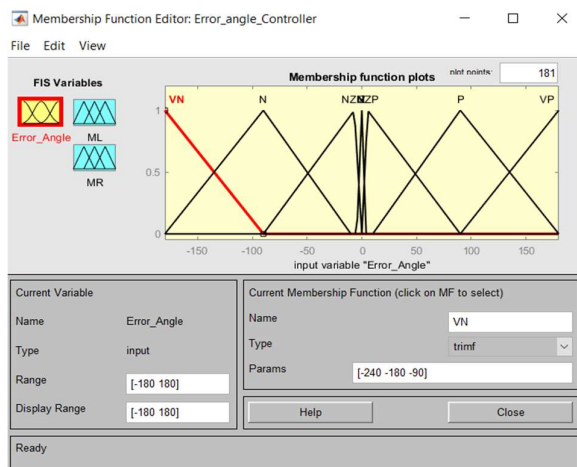 Membership Function Editor: Error_angle_Controller
File Edit View
FIS Variables
Error_Angle
ML
MR
Membership function plots
plot points:
181
VN
N
NZ
Z
NZP
P
VP
1
0.5
0
-150
-100
-50
0
50
100
150
input variable "Error_Angle"
Current Variable
Name Error_Angle
Type input
Range [-180 180]
Display Range [-180 180]
Current Membership Function (click on MF to select)
Name VN
Type trimf
Params [-240 -180 -90]
Help
Close
Ready